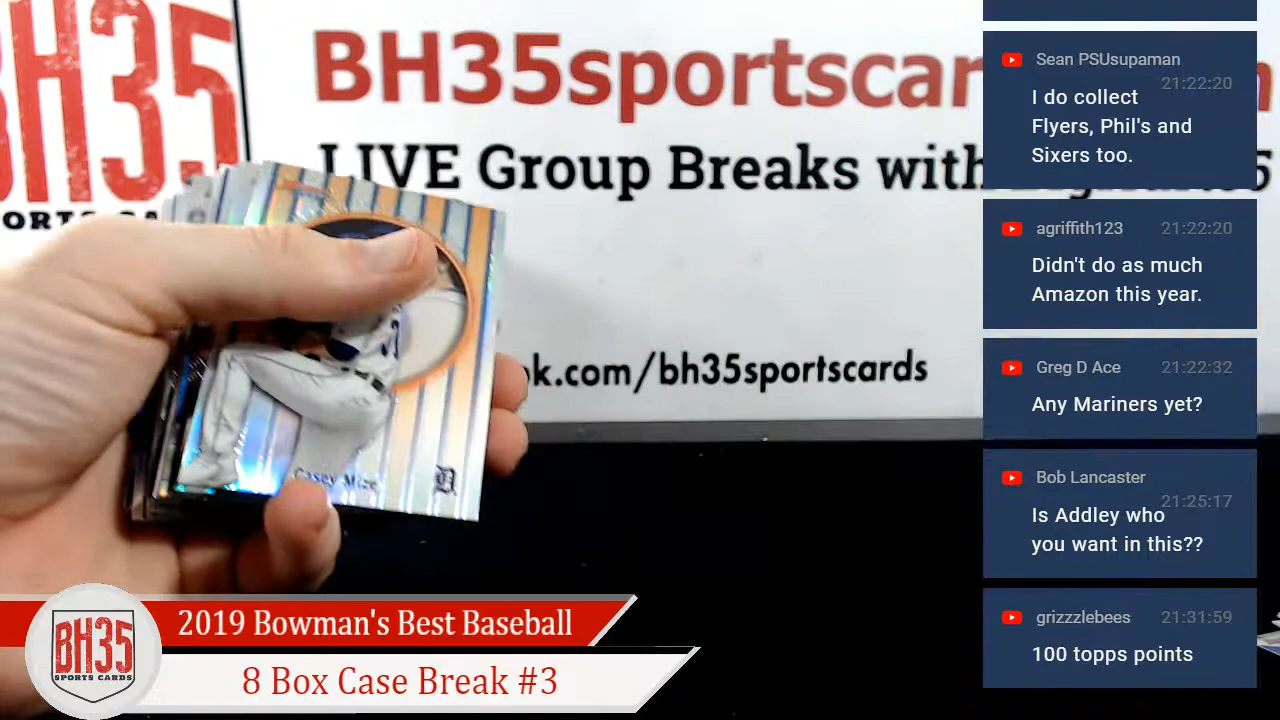 BH35
BH35sportscar
LIVE Group Breaks with
k.com/bh35sportscards
Casey Mize
D
2019 Bowman's Best Baseball
8 Box Case Break #3
BH35
SPORTS CARDS
Sean PSUsupaman
21:22:20
I do collect
Flyers, Phil's and
Sixers too.
agriffith123 21:22:20
Didn't do as much
Amazon this year.
Greg D Ace 21:22:32
Any Mariners yet?
Bob Lancaster
21:25:17
Is Addley who
you want in this??
grizzzlebees 21:31:59
100 topps points